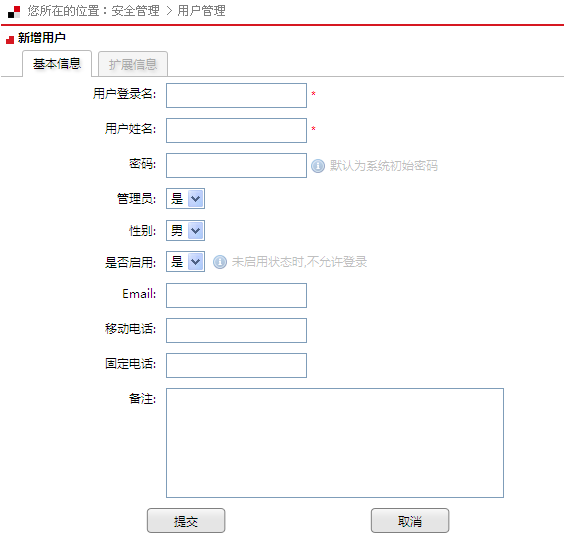 您所在的位置：安全管理 > 用户管理
新增用户
基本信息 扩展信息
用户登录名: *
用户姓名: *
密码: 默认为系统初始密码
管理员: 是
性别: 男
是否启用: 是 未启用状态时,不允许登录
Email:
移动电话:
固定电话:
备注:
提交 取消